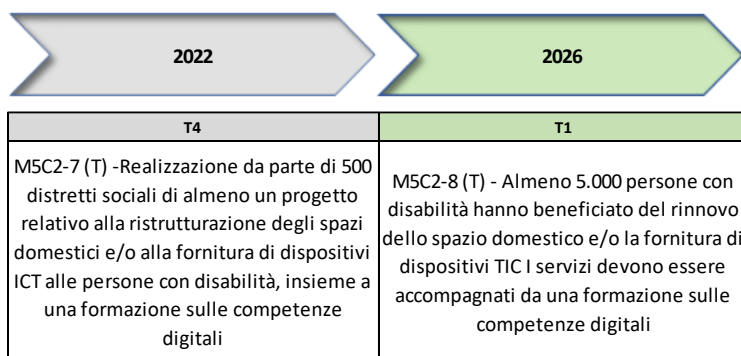 2022
2026
T4
T1
M5C2-7 (T) -Realizzazione da parte di 500
distretti sociali di almeno un progetto
relativo alla ristrutturazione degli spazi
domestici e/o alla fornitura di dispositivi
ICT alle persone con disabilità, insieme a
una formazione sulle competenze
digitali
M5C2-8 (T) - Almeno 5.000 persone con
disabilità hanno beneficiato del rinnovo
dello spazio domestico e/o la fornitura di
dispositivi TIC I servizi devono essere
accompagnati da una formazione sulle
competenze digitali